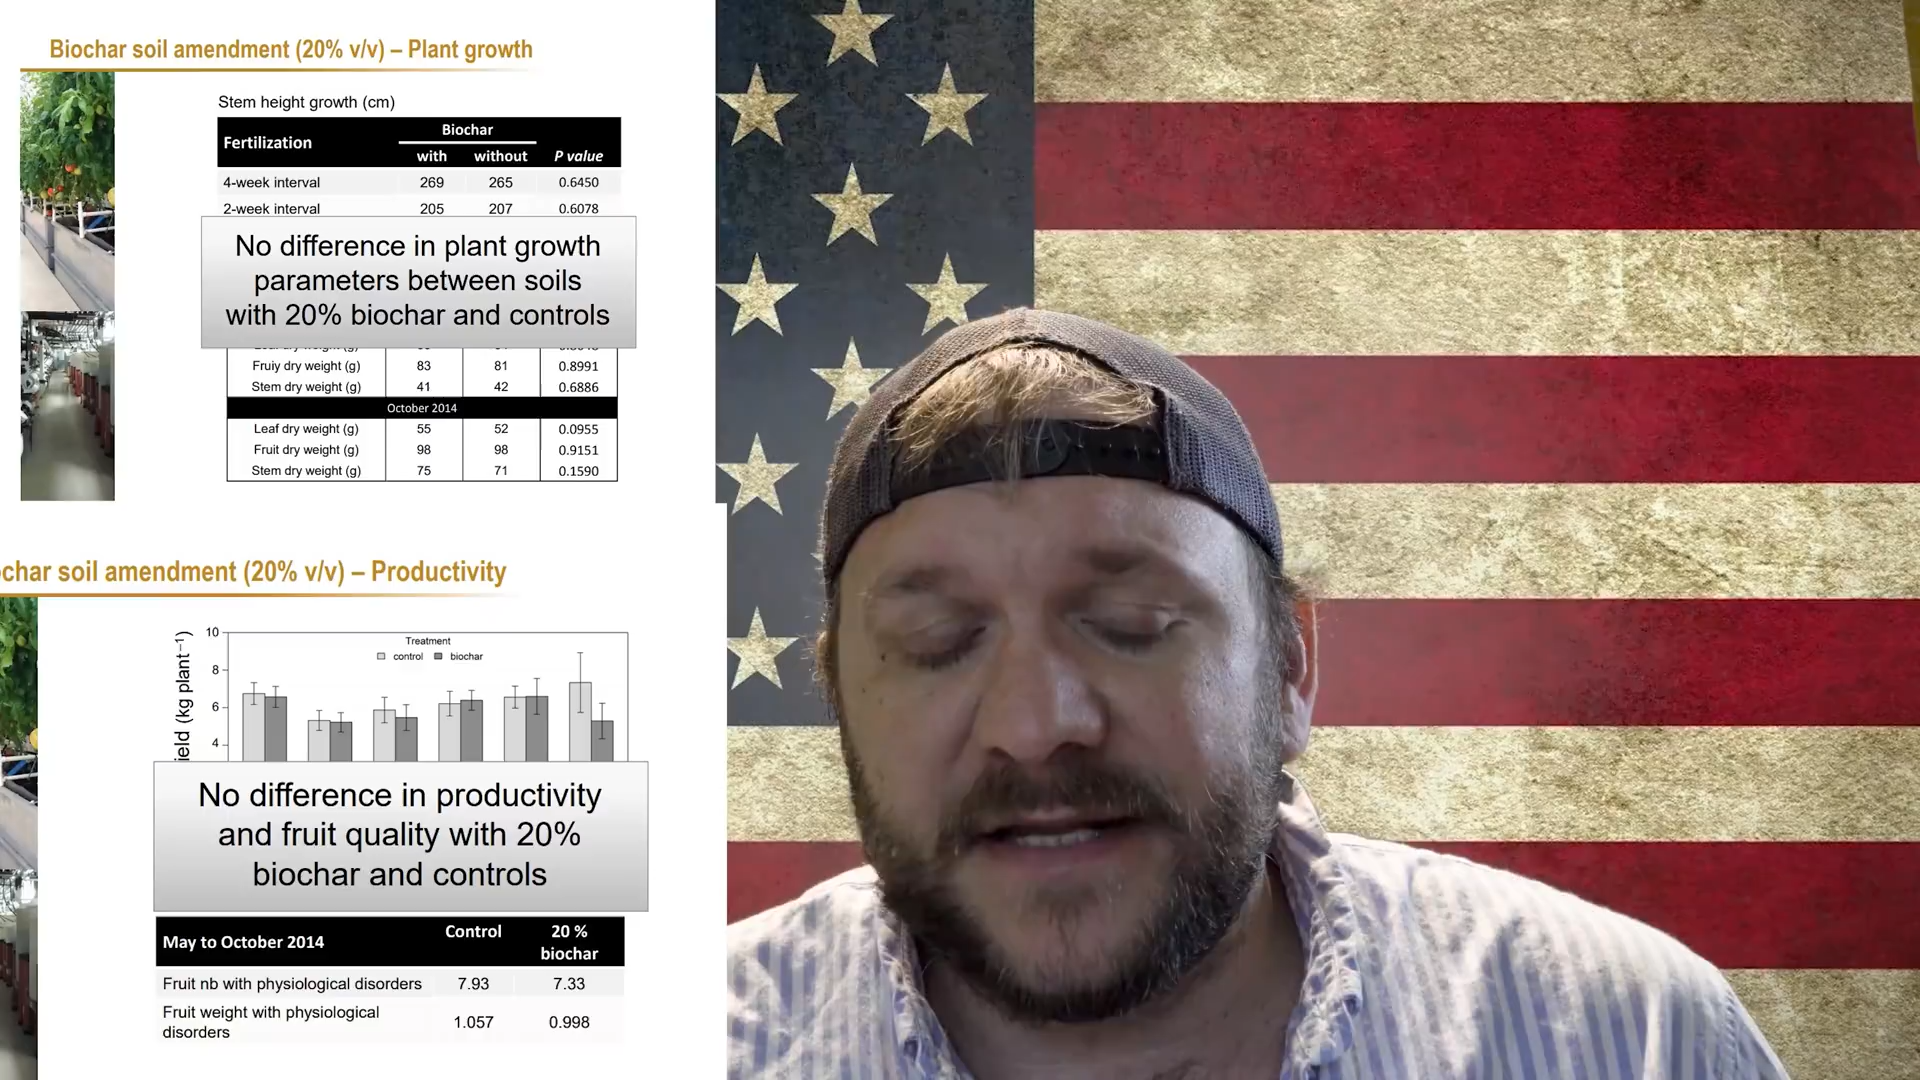 Biochar soil amendment (20% v/v) – Plant growth
Stem height growth (cm)
Fertilization
Biochar
with without P value
4-week interval 269 265 0.6450
2-week interval 205 207 0.6078
No difference in plant growth
parameters between soils
with 20% biochar and controls
Fruiy dry weight (g) 83 81 0.8991
Stem dry weight (g) 41 42 0.6886
October 2014
Leaf dry weight (g) 55 52 0.0955
Fruit dry weight (g) 98 98 0.9151
Stem dry weight (g) 75 71 0.1590
ochar soil amendment (20% v/v) – Productivity
ield (kg plant⁻¹)
10
8
6
4
Treatment
control biochar
No difference in productivity
and fruit quality with 20%
biochar and controls
May to October 2014 Control 20 %
biochar
Fruit nb with physiological disorders 7.93 7.33
Fruit weight with physiological
disorders 1.057 0.998